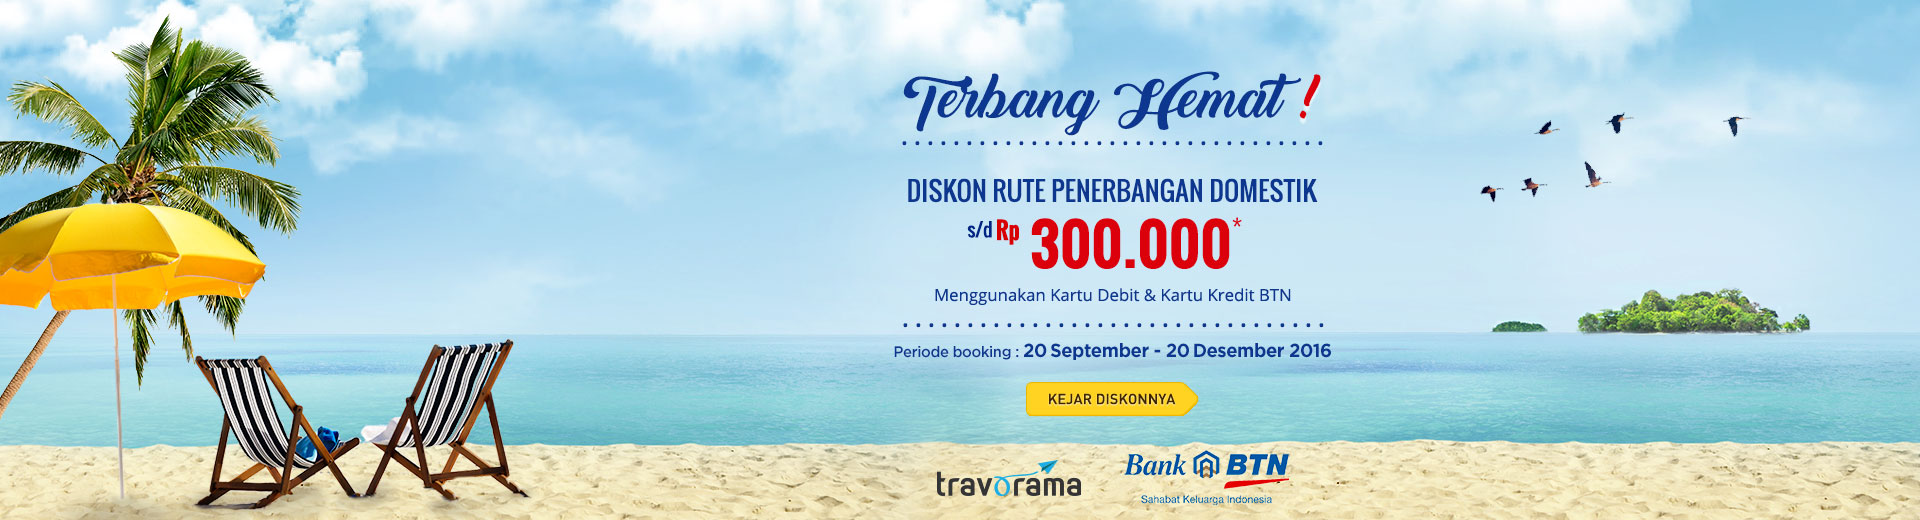 Terbang Hemat!
DISKON RUTE PENERBANGAN DOMESTIK
s/d Rp 300.000*
Menggunakan Kartu Debit & Kartu Kredit BTN
Periode booking : 20 September - 20 Desember 2016
KEJAR DISKONNYA
travorama
Bank BTN
Sahabat Keluarga Indonesia